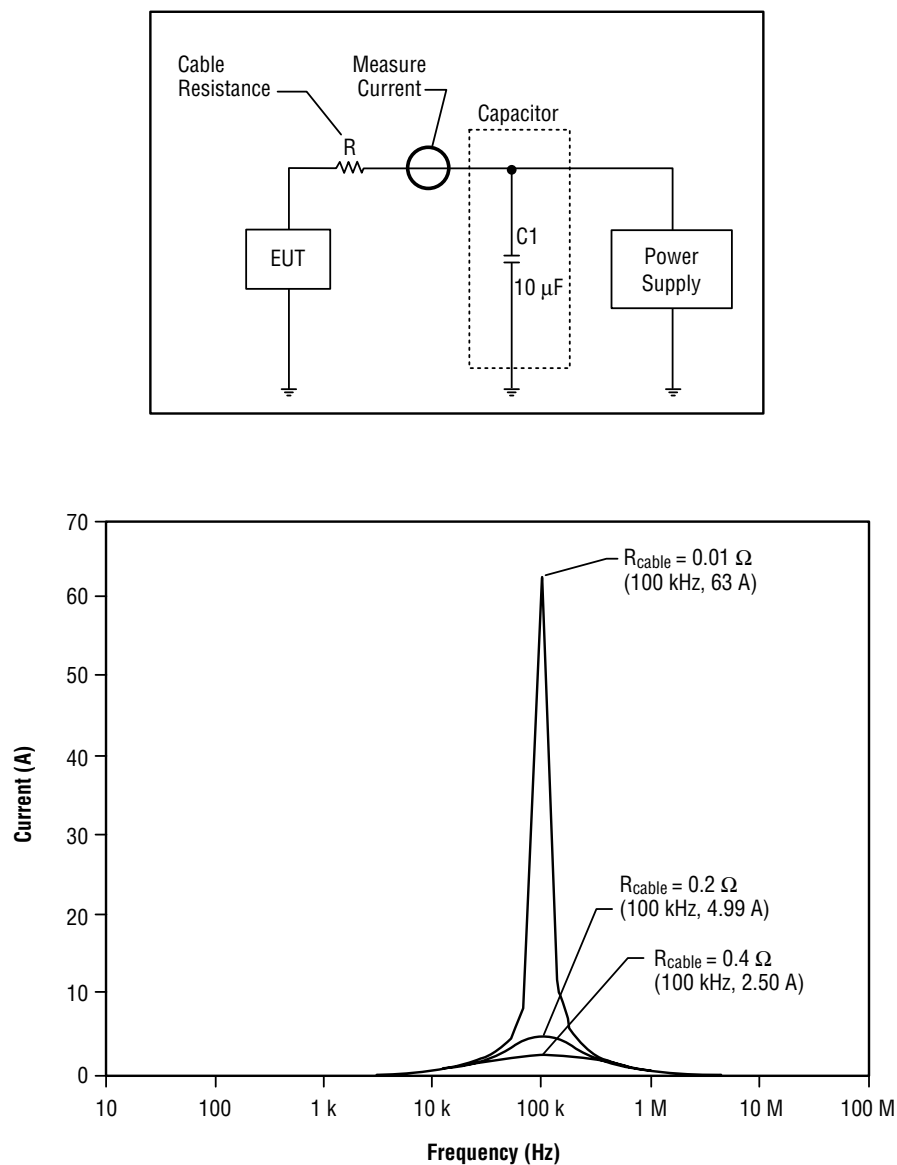 Cable
Resistance
Measure
Current
Capacitor
R
EUT
C1
10 μF
Power
Supply
70
60
50
40
30
20
10
0
Current (A)
Rcable = 0.01 Ω
(100 kHz, 63 A)
Rcable = 0.2 Ω
(100 kHz, 4.99 A)
Rcable = 0.4 Ω
(100 kHz, 2.50 A)
10 100 1 k 10 k 100 k 1 M 10 M 100 M
Frequency (Hz)